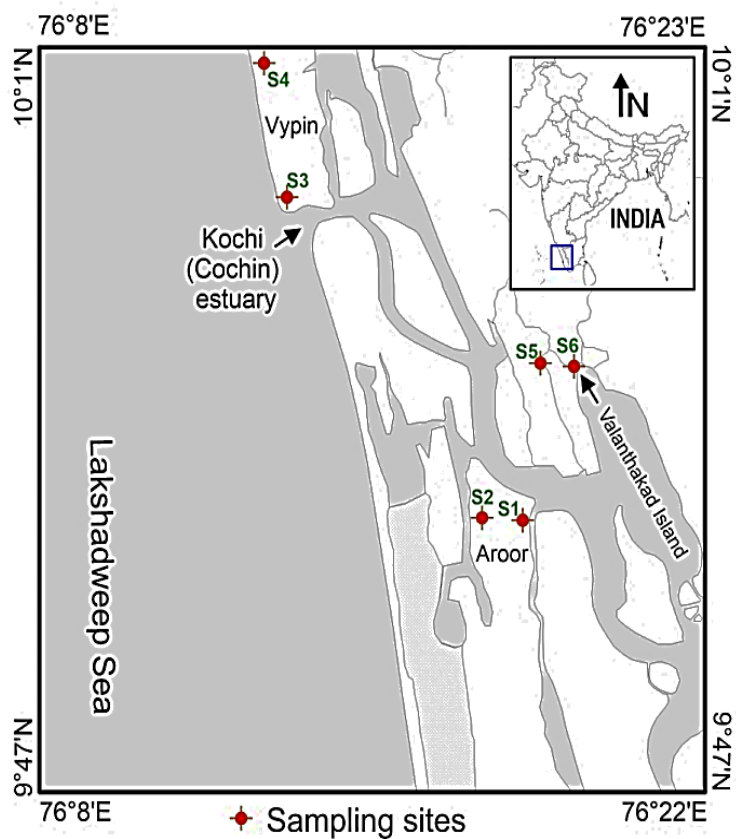 76°8'E
76°23'E
10°1'N
10°1'N
S4
Vypin
N
S3
INDIA
Kochi
(Cochin)
estuary
S5
S6
Valanthakad Island
Lakshadweep Sea
S2
S1
Aroor
9°47'N
9°47'N
76°8'E
76°22'E
Sampling sites